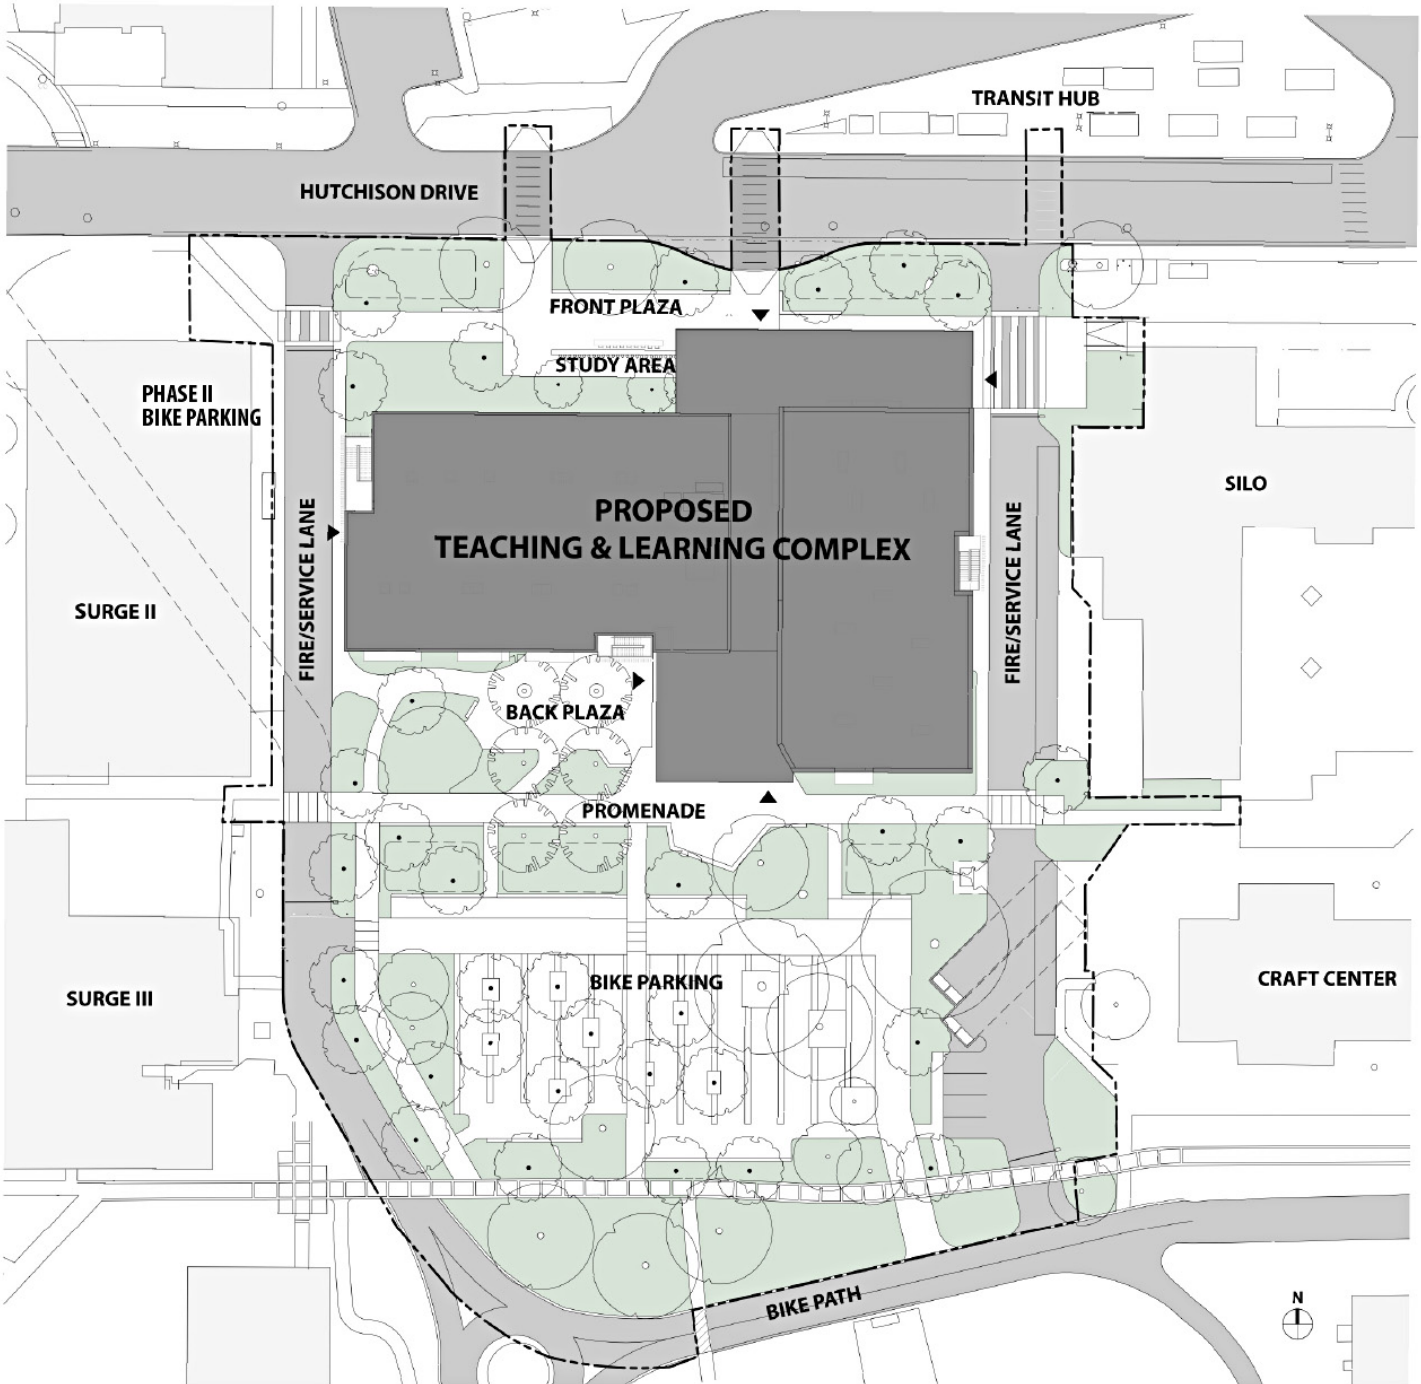 TRANSIT HUB
HUTCHISON DRIVE
FRONT PLAZA
STUDY AREA
PHASE II
BIKE PARKING
SILO
PROPOSED
TEACHING & LEARNING COMPLEX
FIRE/SERVICE LANE
FIRE/SERVICE LANE
SURGE II
BACK PLAZA
PROMENADE
BIKE PARKING
CRAFT CENTER
SURGE III
BIKE PATH
N